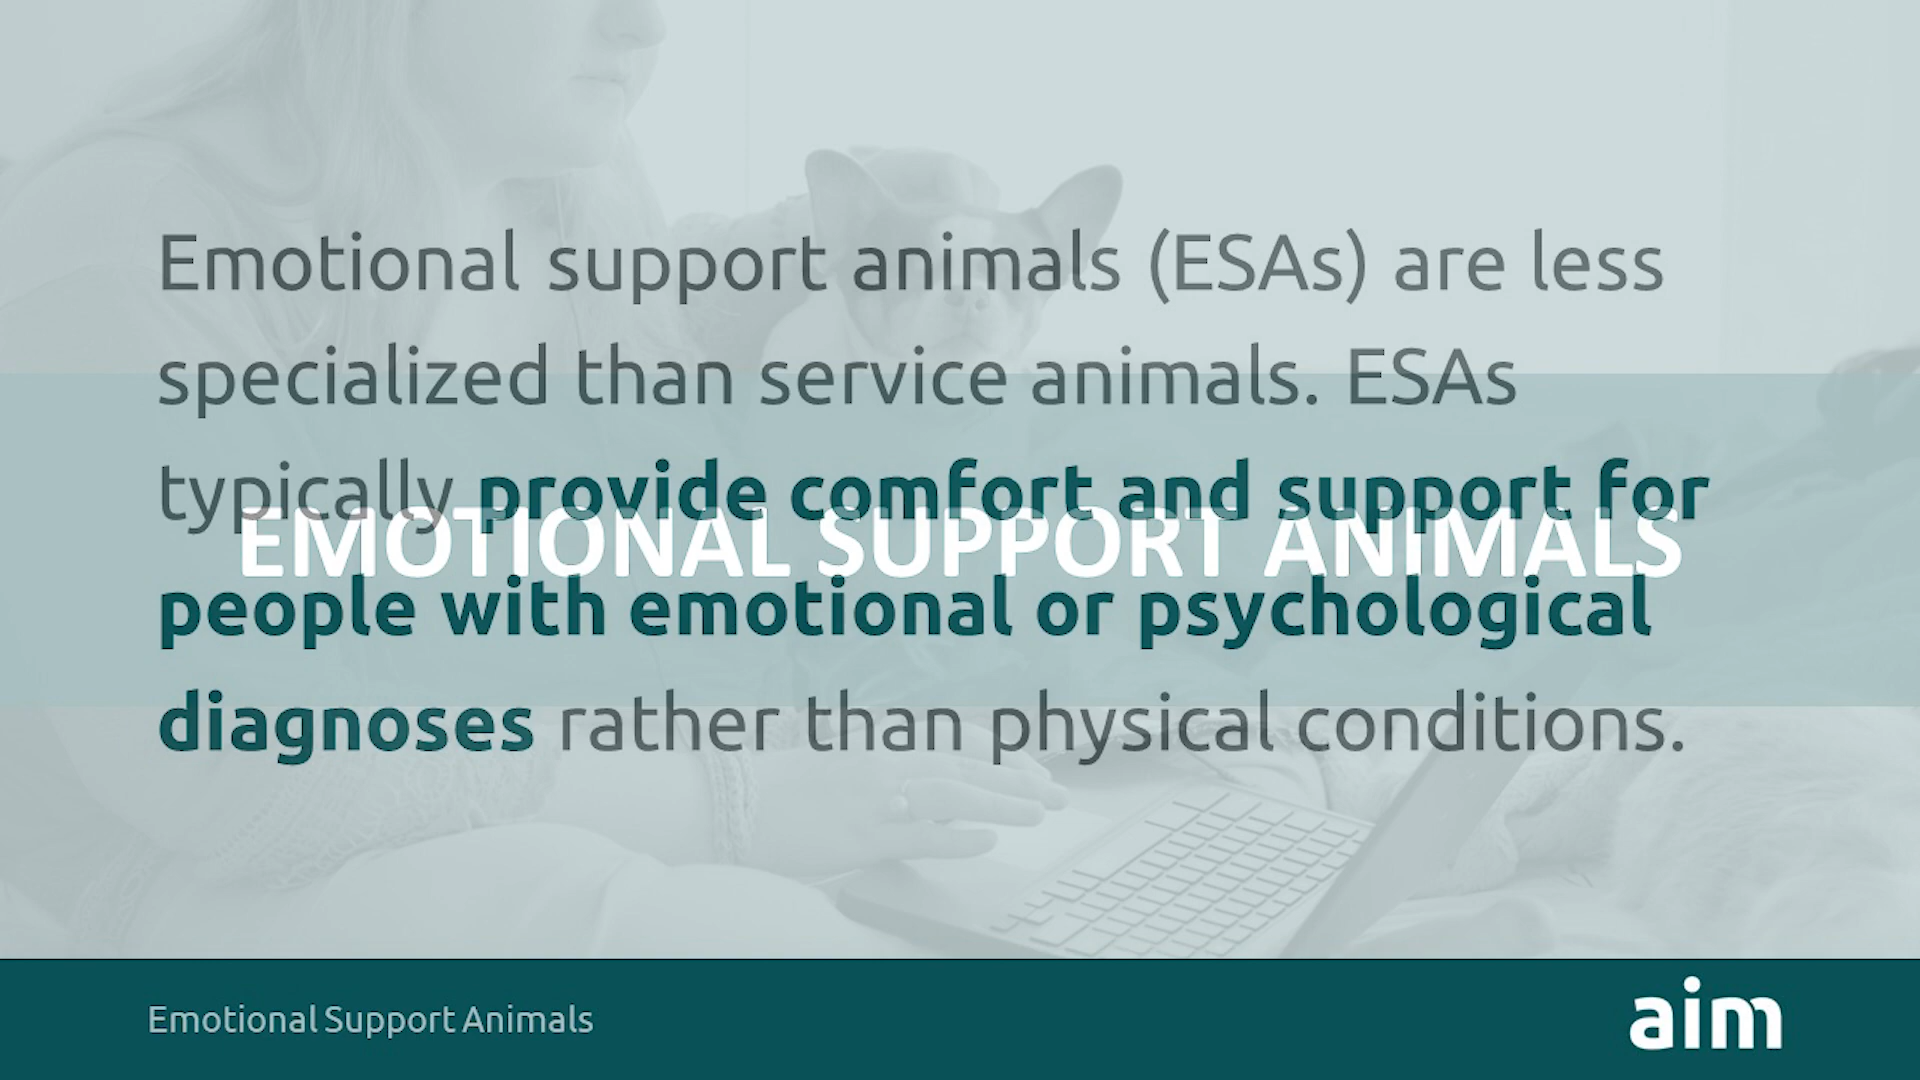 Emotional support animals (ESAs) are less
specialized than service animals. ESAs
typically provide comfort and support for
EMOTIONAL SUPPORT ANIMALS
people with emotional or psychological
diagnoses rather than physical conditions.
Emotional Support Animals
aim